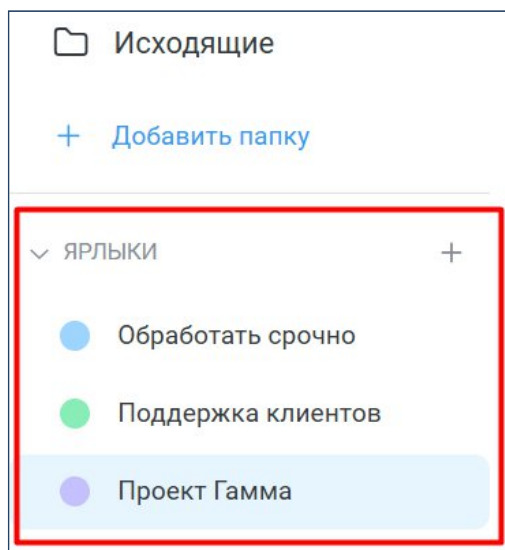 Исходящие
+ Добавить папку
ЯРЛЫКИ +
Обработать срочно
Поддержка клиентов
Проект Гамма